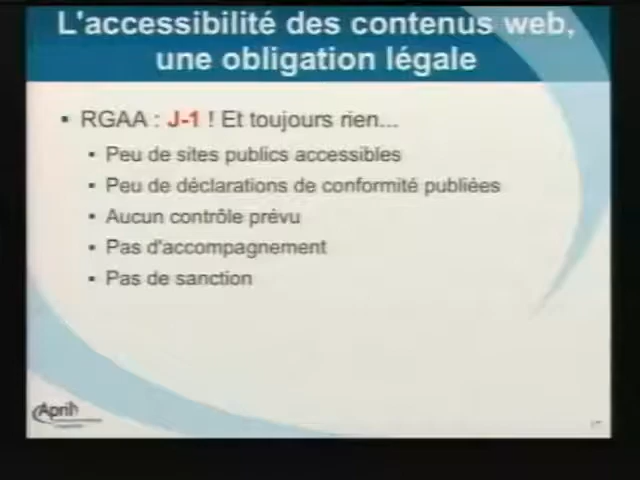 L'accessibilité des contenus web,
une obligation légale
▪ RGAA : J-1 ! Et toujours rien...
▪ Peu de sites publics accessibles
▪ Peu de déclarations de conformité publiées
▪ Aucun contrôle prévu
▪ Pas d'accompagnement
▪ Pas de sanction
April